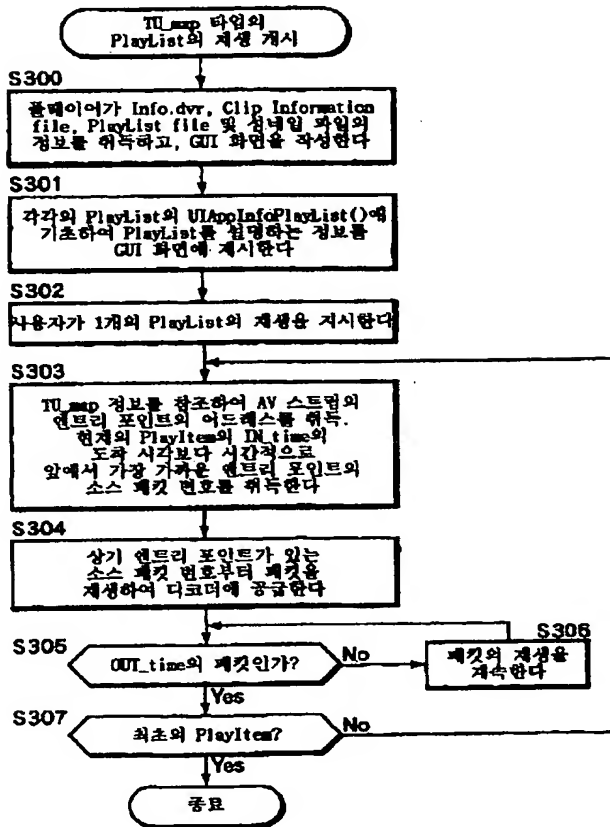 TU_map 타입의
PlayList의 재생 개시
S300
플레이어가 Info.dvr, Clip Information
file, PlayList file 및 섬네일 파일의
정보를 취득하고, GUI 화면을 작성한다
S301
각각의 PlayList의 UIAppInfoPlayList()에
기초하여 PlayList를 설명하는 정보를
GUI 화면에 제시한다
S302
사용자가 1개의 PlayList의 재생을 지시한다
S303
TU_map 정보를 참조하여 AV 스트림의
엔트리 포인트의 어드레스를 취득.
현재의 PlayItem의 IN_time의
도착 시각보다 시간적으로
앞에서 가장 가까운 엔트리 포인트의
소스 패킷 번호를 취득한다
S304
상기 엔트리 포인트가 있는
소스 패킷 번호부터 패킷을
재생하여 디코더에 공급한다
S305
OUT_time의 패킷인가?
No
S306
패킷의 재생을
계속한다
Yes
S307
최초의 PlayItem?
No
Yes
종료